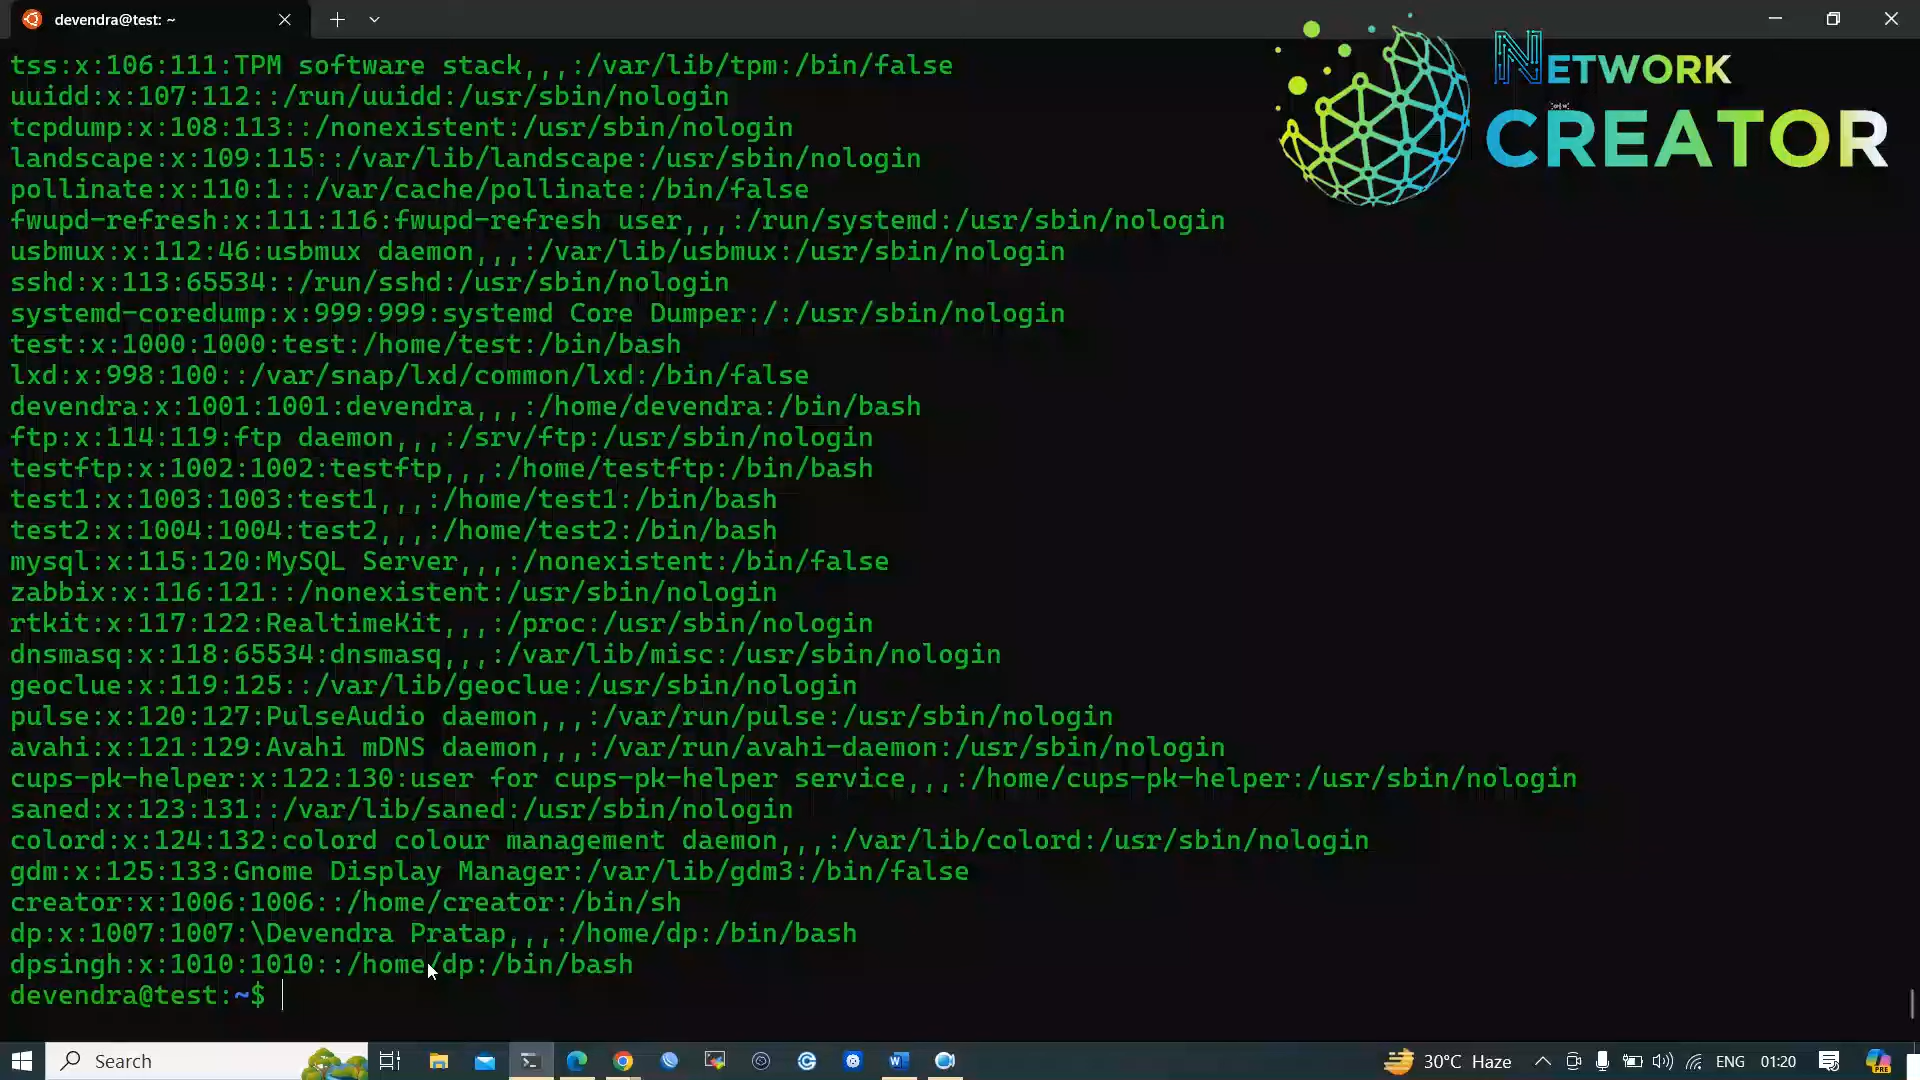 devendra@test: ~
NETWORK
CREATOR
tss:x:106:111:TPM software stack,,,:/var/lib/tpm:/bin/false
uuidd:x:107:112::/run/uuidd:/usr/sbin/nologin
tcpdump:x:108:113::/nonexistent:/usr/sbin/nologin
landscape:x:109:115::/var/lib/landscape:/usr/sbin/nologin
pollinate:x:110:1::/var/cache/pollinate:/bin/false
fwupd-refresh:x:111:116:fwupd-refresh user,,,:/run/systemd:/usr/sbin/nologin
usbmux:x:112:46:usbmux daemon,,,:/var/lib/usbmux:/usr/sbin/nologin
sshd:x:113:65534::/run/sshd:/usr/sbin/nologin
systemd-coredump:x:999:999:systemd Core Dumper:/:/usr/sbin/nologin
test:x:1000:1000:test:/home/test:/bin/bash
lxd:x:998:100::/var/snap/lxd/common/lxd:/bin/false
devendra:x:1001:1001:devendra,,,:/home/devendra:/bin/bash
ftp:x:114:119:ftp daemon,,,:/srv/ftp:/usr/sbin/nologin
testftp:x:1002:1002:testftp,,,:/home/testftp:/bin/bash
test1:x:1003:1003:test1,,,:/home/test1:/bin/bash
test2:x:1004:1004:test2,,,:/home/test2:/bin/bash
mysql:x:115:120:MySQL Server,,,:/nonexistent:/bin/false
zabbix:x:116:121::/nonexistent:/usr/sbin/nologin
rtkit:x:117:122:RealtimeKit,,,:/proc:/usr/sbin/nologin
dnsmasq:x:118:65534:dnsmasq,,,:/var/lib/misc:/usr/sbin/nologin
geoclue:x:119:125::/var/lib/geoclue:/usr/sbin/nologin
pulse:x:120:127:PulseAudio daemon,,,:/var/run/pulse:/usr/sbin/nologin
avahi:x:121:129:Avahi mDNS daemon,,,:/var/run/avahi-daemon:/usr/sbin/nologin
cups-pk-helper:x:122:130:user for cups-pk-helper service,,,:/home/cups-pk-helper:/usr/sbin/nologin
saned:x:123:131::/var/lib/saned:/usr/sbin/nologin
colord:x:124:132:colord colour management daemon,,,:/var/lib/colord:/usr/sbin/nologin
gdm:x:125:133:Gnome Display Manager:/var/lib/gdm3:/bin/false
creator:x:1006:1006::/home/creator:/bin/sh
dp:x:1007:1007:\Devendra Pratap,,,:/home/dp:/bin/bash
dpsingh:x:1010:1010::/home/dp:/bin/bash
devendra@test:~$
Search
30°C Haze
ENG
01:20
PRE